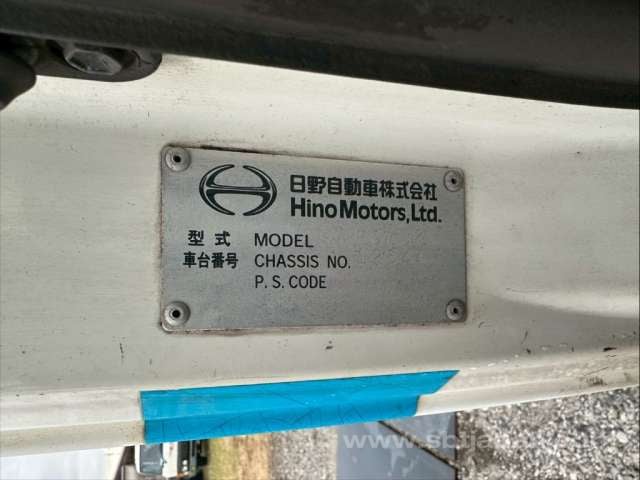 日野自動車株式会社
Hino Motors, Ltd.
型式 MODEL
車台番号 CHASSIS NO.
P.S.CODE